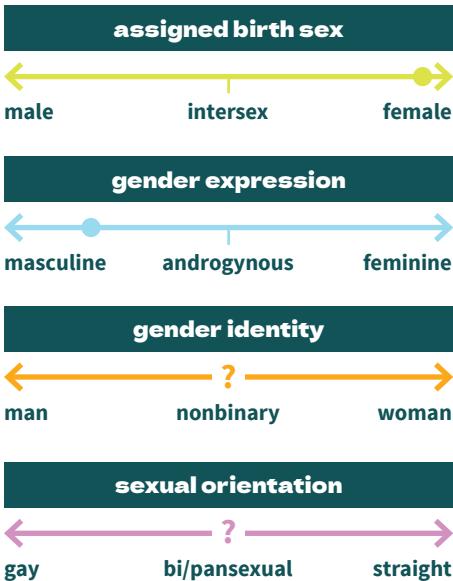 assigned birth sex
male intersex female
gender expression
masculine androgynous feminine
gender identity
?
man nonbinary woman
sexual orientation
?
gay bi/pansexual straight